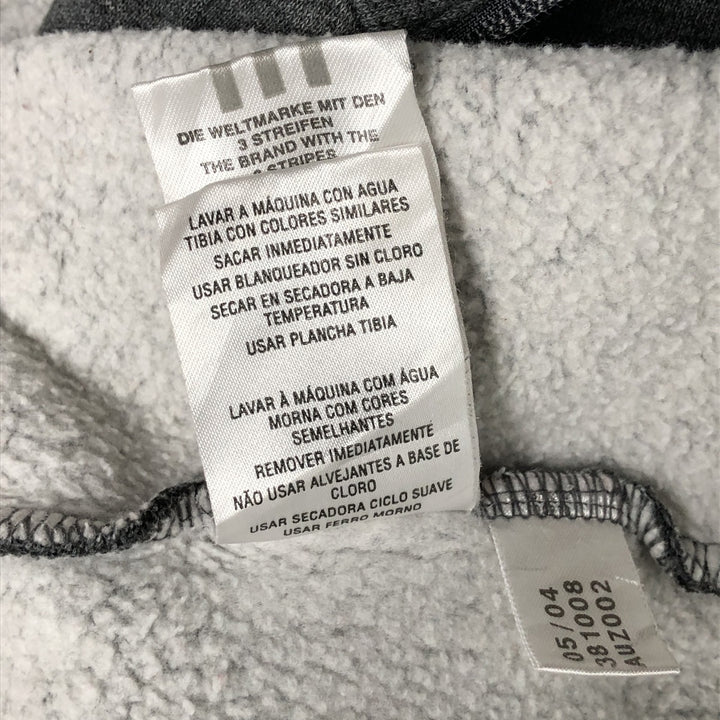 DIE WELTMARKE MIT DEN
3 STREIFEN
THE BRAND WITH THE
3 STRIPES
LAVAR A MÁQUINA CON AGUA
TIBIA CON COLORES SIMILARES
SACAR INMEDIATAMENTE
USAR BLANQUEADOR SIN CLORO
SECAR EN SECADORA A BAJA
TEMPERATURA
USAR PLANCHA TIBIA
LAVAR À MÁQUINA COM ÁGUA
MORNA COM CORES
SEMELHANTES
REMOVER IMEDIATAMENTE
NÃO USAR ALVEJANTES A BASE DE
CLORO
USAR SECADORA CICLO SUAVE
USAR FERRO MORNO
05/04
381008
AUZ002